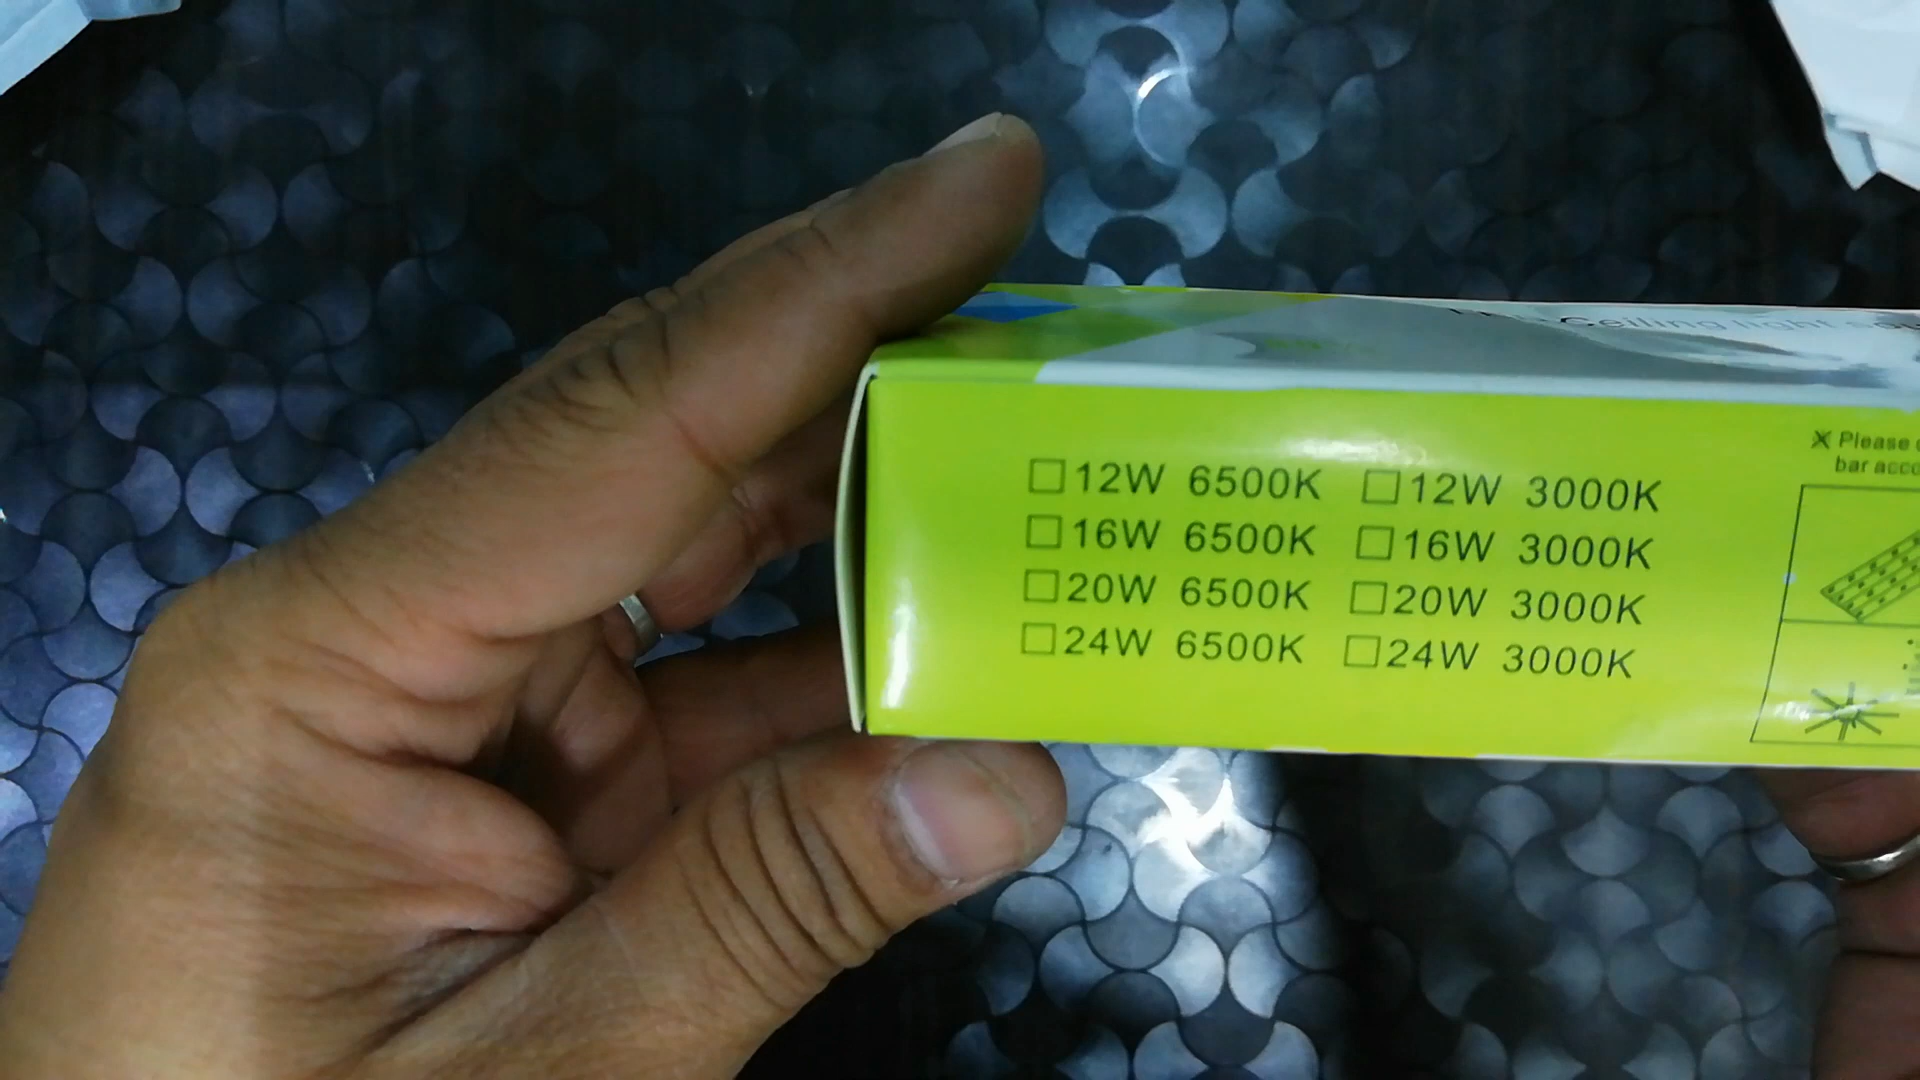 Ceiling light
☐12W 6500K ☐12W 3000K
☐16W 6500K ☐16W 3000K
☐20W 6500K ☐20W 3000K
☐24W 6500K ☐24W 3000K
※ Please
bar